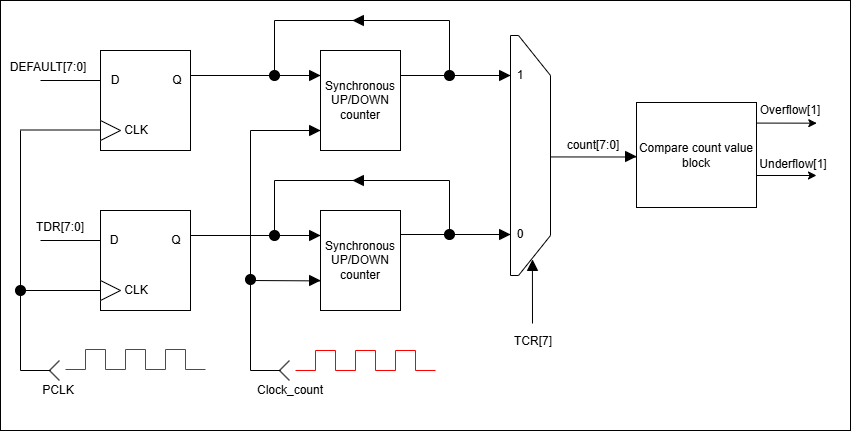 DEFAULT[7:0]
D
Q
CLK
Synchronous
UP/DOWN
counter
1
count[7:0]
Compare count value
block
Overflow[1]
Underflow[1]
TDR[7:0]
D
Q
CLK
Synchronous
UP/DOWN
counter
0
TCR[7]
PCLK
Clock_count